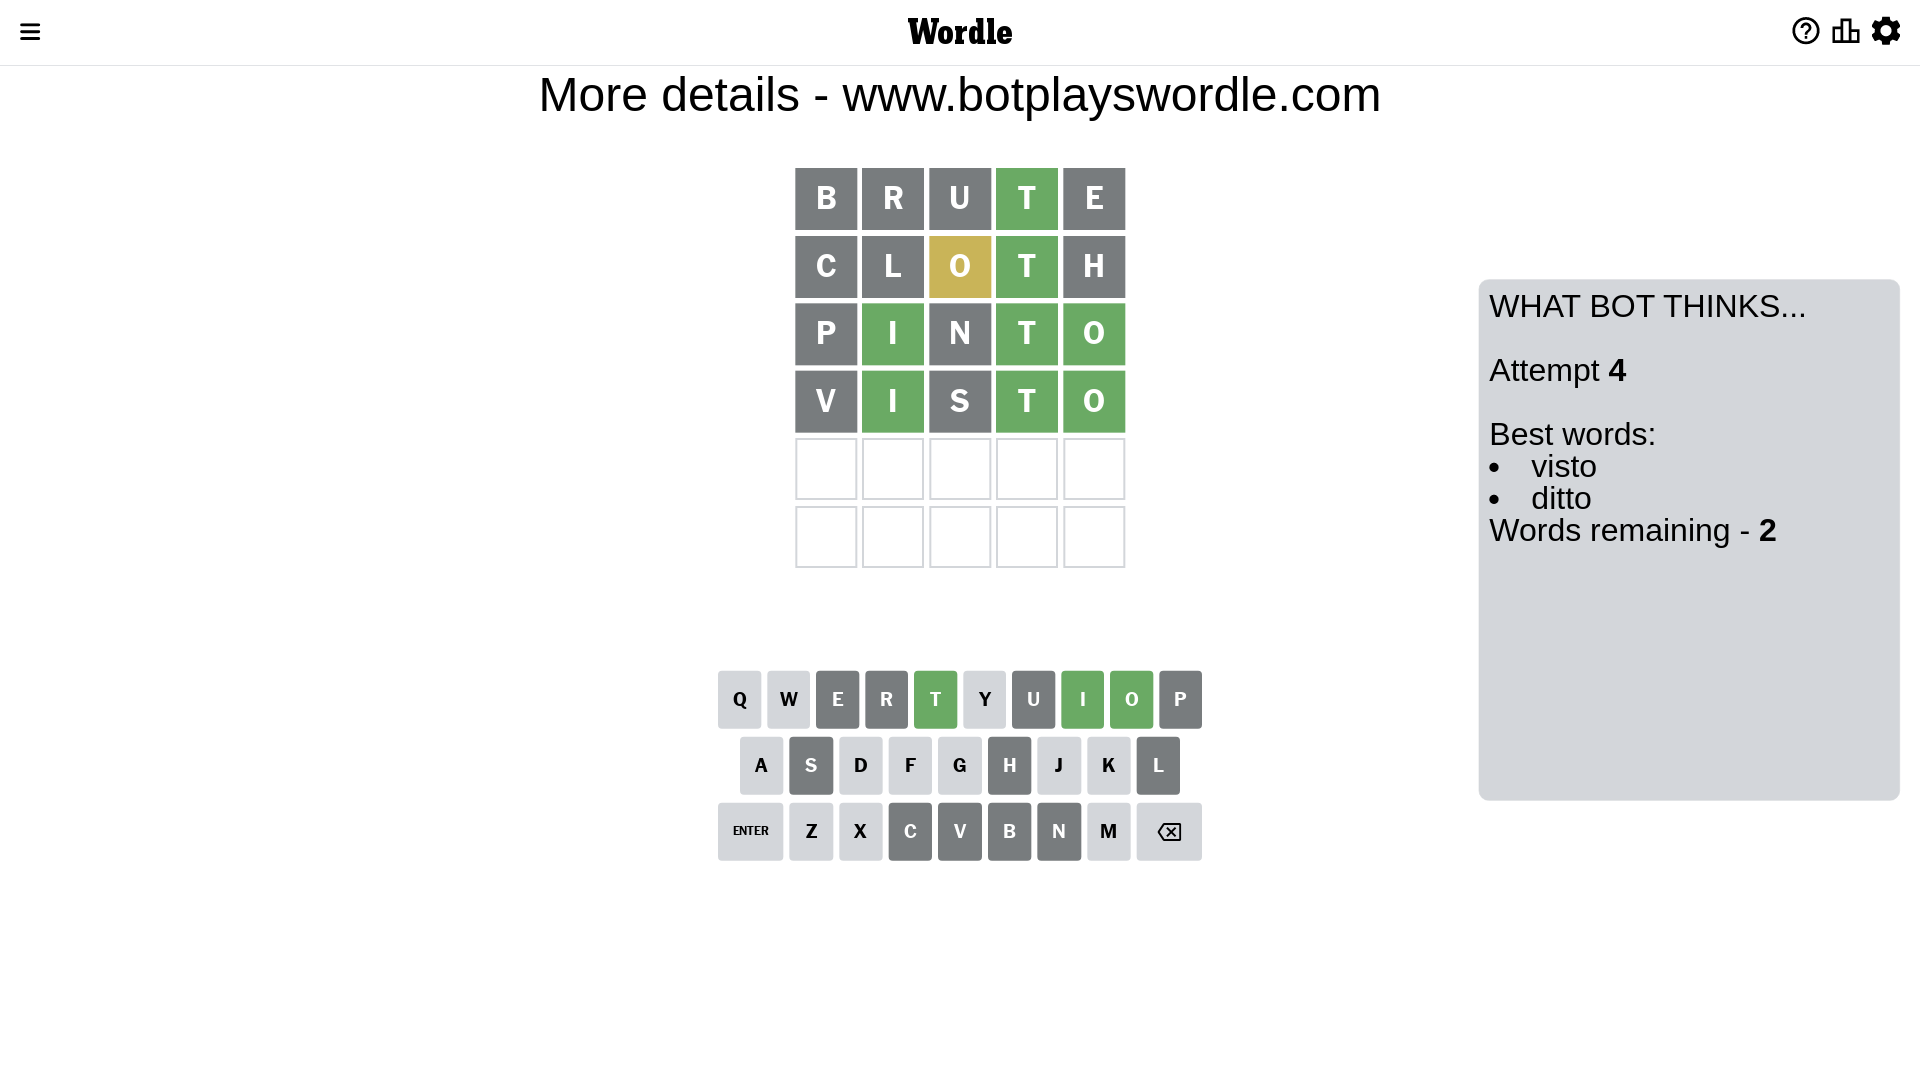 Wordle
More details - www.botplayswordle.com
B R U T E
C L O T H
P I N T O
V I S T O
WHAT BOT THINKS...
Attempt 4
Best words:
• visto
• ditto
Words remaining - 2
Q W E R T Y U I O P
A S D F G H J K L
ENTER Z X C V B N M